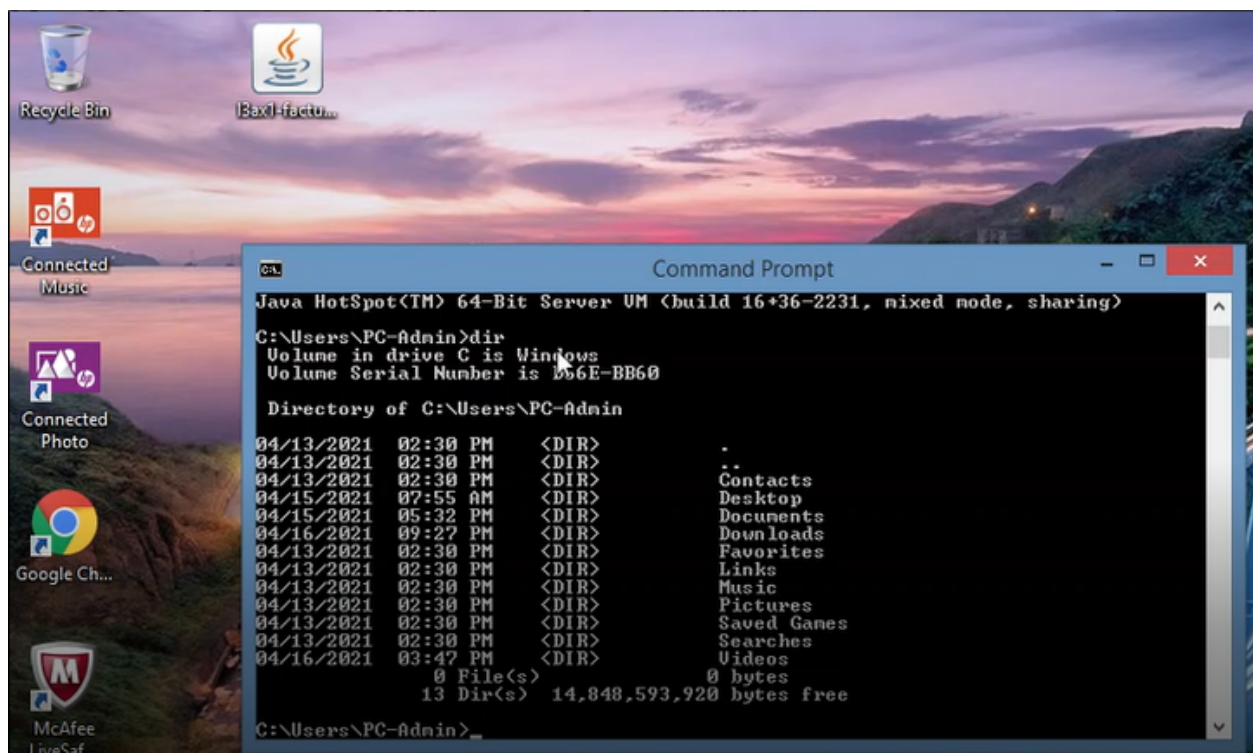 Recycle Bin
l3ax1-factu...
Connected
Music
Connected
Photo
Google Ch...
McAfee
LiveSaf...
Command Prompt
Java HotSpot(TM) 64-Bit Server VM (build 16+36-2231, mixed mode, sharing)
C:\Users\PC-Admin>dir
Volume in drive C is Windows
Volume Serial Number is
Directory of C:\Users\PC-Admin
04/13/2021 02:30 PM <DIR> .
04/13/2021 02:30 PM <DIR> ..
04/13/2021 02:30 PM <DIR> Contacts
04/15/2021 07:55 AM <DIR> Desktop
04/15/2021 05:32 PM <DIR> Documents
04/16/2021 09:27 PM <DIR> Downloads
04/13/2021 02:30 PM <DIR> Favorites
04/13/2021 02:30 PM <DIR> Links
04/13/2021 02:30 PM <DIR> Music
04/13/2021 02:30 PM <DIR> Pictures
04/13/2021 02:30 PM <DIR> Saved Games
04/13/2021 02:30 PM <DIR> Searches
04/16/2021 03:47 PM <DIR> Videos
0 File(s) 0 bytes
13 Dir(s) 14,848,593,920 bytes free
C:\Users\PC-Admin>_